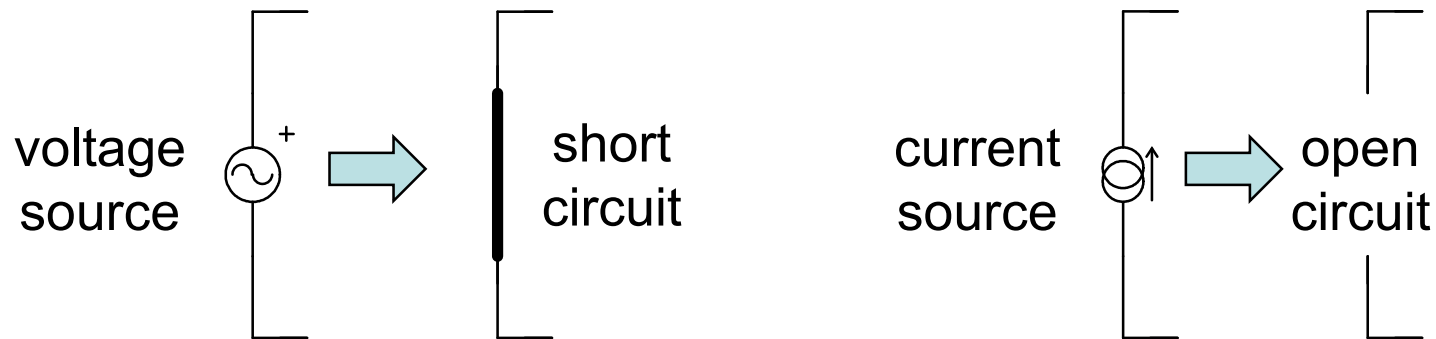 voltage
source
+
short
circuit
current
source
open
circuit